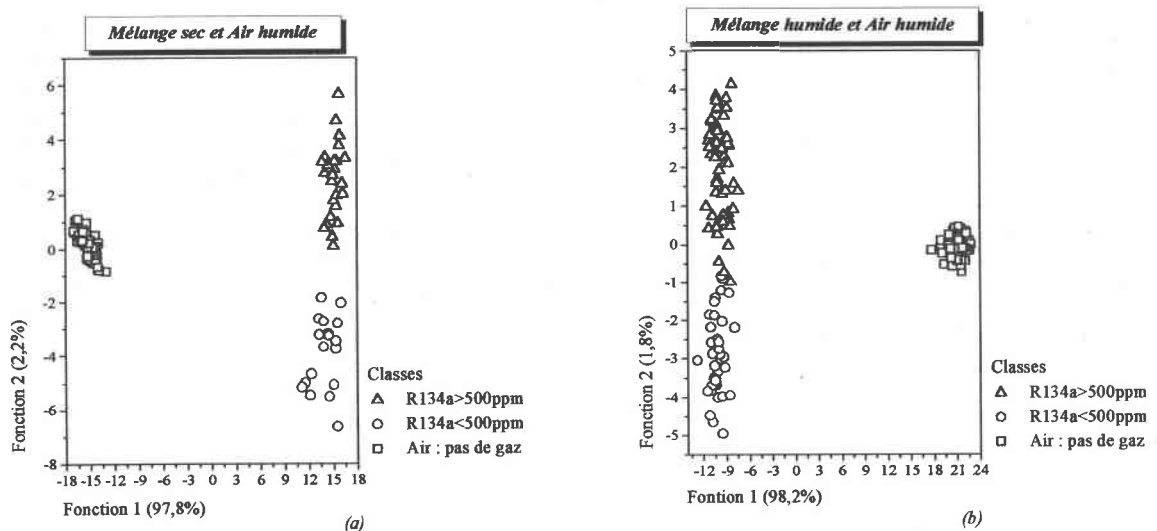 Mélange sec et Air humide
6
4
2
0
-2
-4
-6
-8
Fonction 2 (2,2%)
-18 -15 -12 -9 -6 -3 0 3 6 9 12 15 18
Fonction 1 (97,8%)
(a)
Classes
R134a>500ppm
R134a<500ppm
Air : pas de gaz
Mélange humide et Air humide
5
4
3
2
1
0
-1
-2
-3
-4
-5
Fonction 2 (1,8%)
-12 -9 -6 -3 0 3 6 9 12 15 18 21 24
Fontion 1 (98,2%)
(b)
Classes
R134a>500ppm
R134a<500ppm
Air : pas de gaz